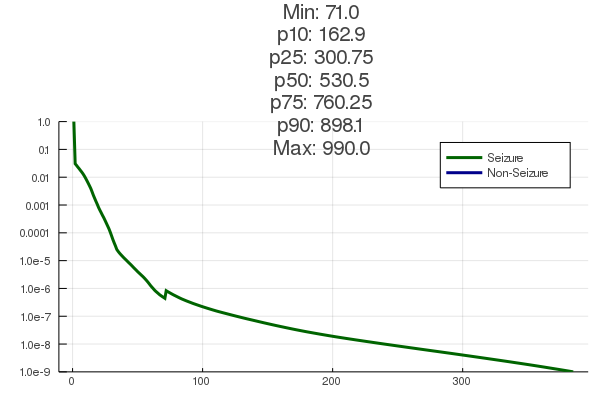 Min: 71.0
p10: 162.9
p25: 300.75
p50: 530.5
p75: 760.25
p90: 898.1
Max: 990.0
1.0
0.1
0.01
0.001
0.0001
1.0e-5
1.0e-6
1.0e-7
1.0e-8
1.0e-9
Seizure
Non-Seizure
0
100
200
300